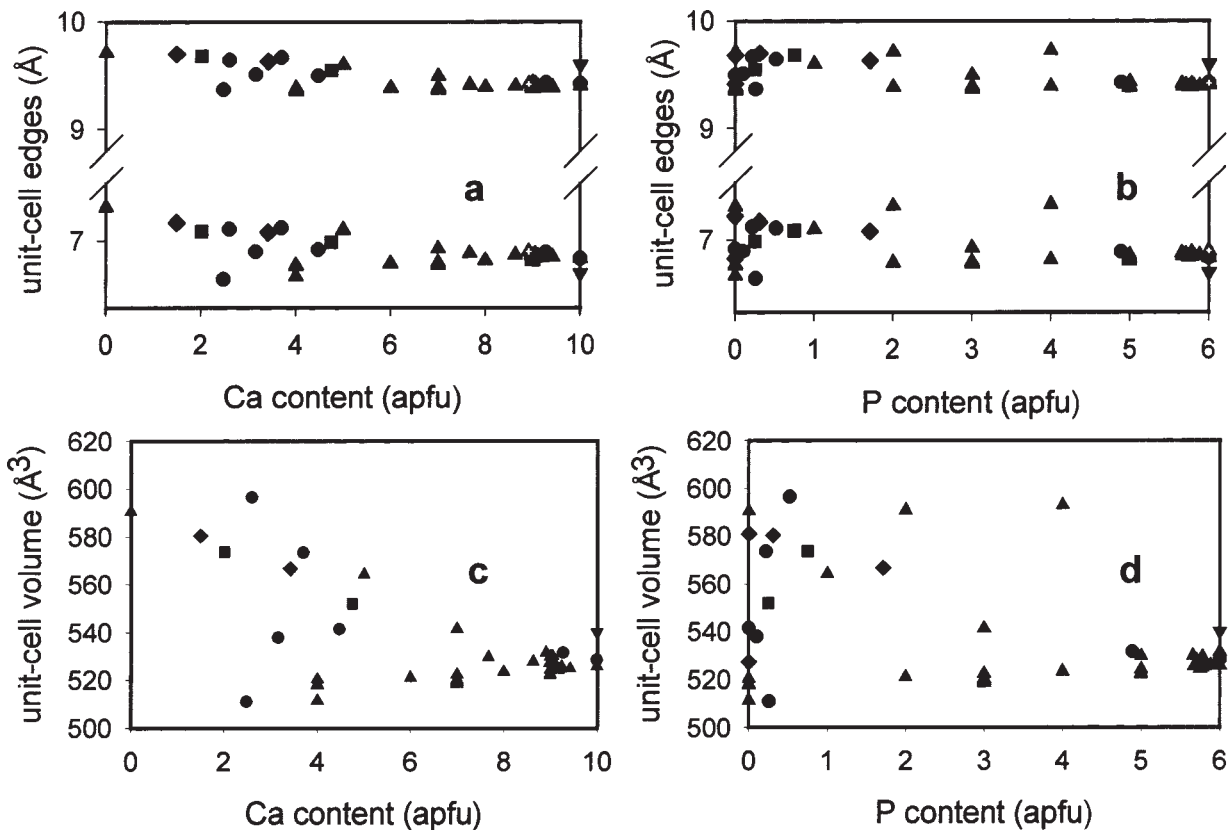 unit-cell edges (Å)
10
9
7
a
0 2 4 6 8 10
Ca content (apfu)
unit-cell edges (Å)
10
9
7
b
0 1 2 3 4 5 6
P content (apfu)
unit-cell volume (Å³)
620
600
580
560
540
520
500
c
0 2 4 6 8 10
Ca content (apfu)
unit-cell volume (Å³)
620
600
580
560
540
520
500
d
0 1 2 3 4 5 6
P content (apfu)